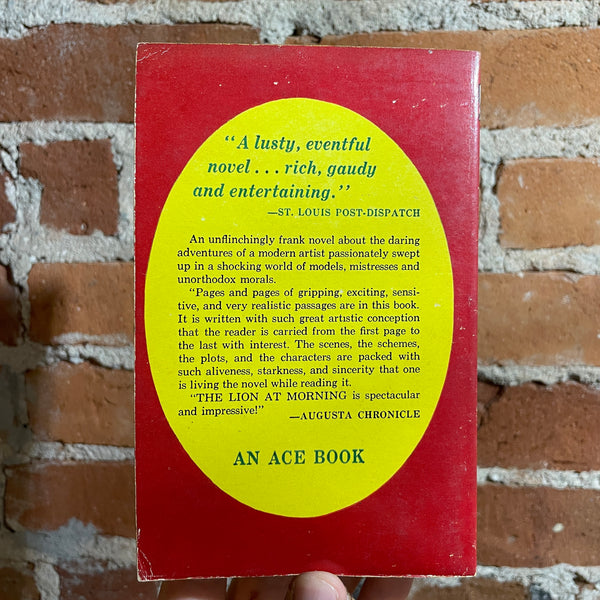 “A lusty, eventful
novel . . . rich, gaudy
and entertaining.”
—ST. LOUIS POST-DISPATCH
An unflinchingly frank novel about the daring
adventures of a modern artist passionately swept
up in a shocking world of models, mistresses and
unorthodox morals.
“Pages and pages of gripping, exciting, sensi-
tive, and very realistic passages are in this book.
It is written with such great artistic conception
that the reader is carried from the first page to
the last with interest. The scenes, the schemes,
the plots, and the characters are packed with
such aliveness, starkness, and sincerity that one
is living the novel while reading it.
“THE LION AT MORNING is spectacular
and impressive!”
—AUGUSTA CHRONICLE
AN ACE BOOK